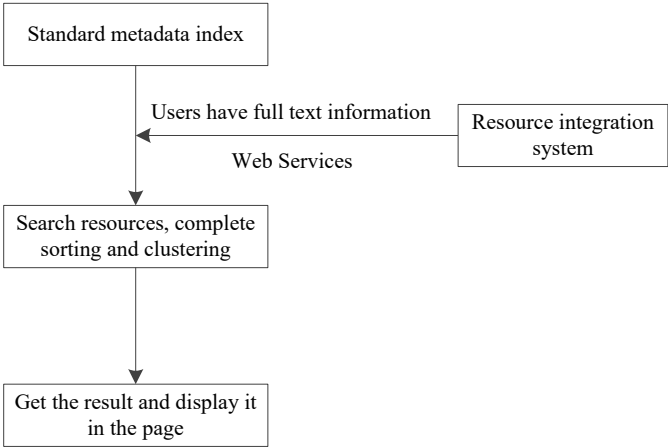 Standard metadata index
Users have full text information
Resource integration
system
Web Services
Search resources, complete
sorting and clustering
Get the result and display it
in the page